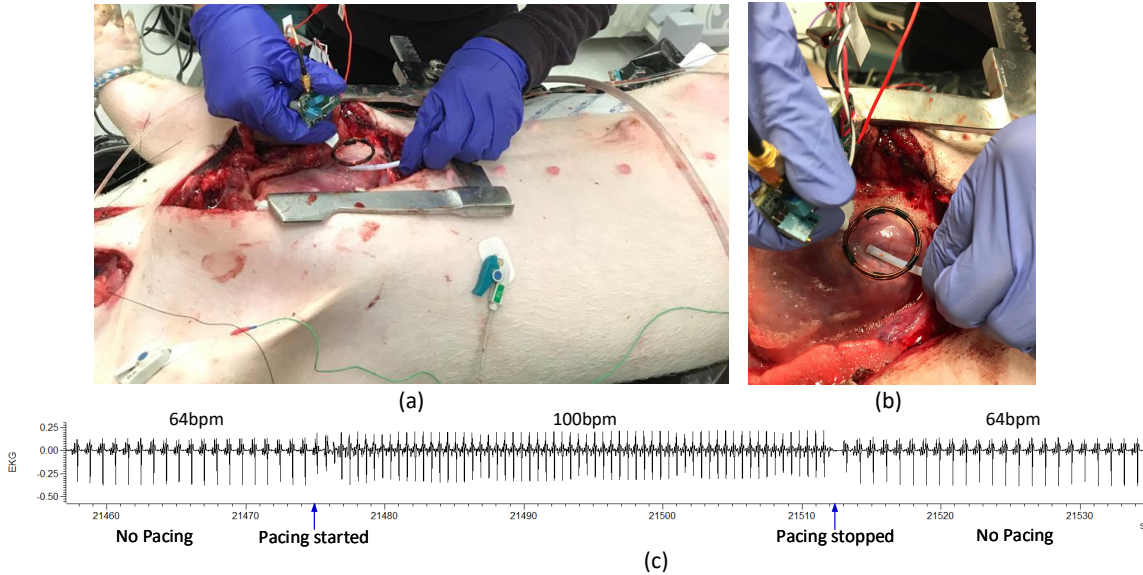 (a)
(b)
64bpm 100bpm 64bpm
0.25
0.00
-0.25
-0.50
EKG
21460 21470 21480 21490 21500 21510 21520 21530
No Pacing Pacing started Pacing stopped No Pacing
(c)